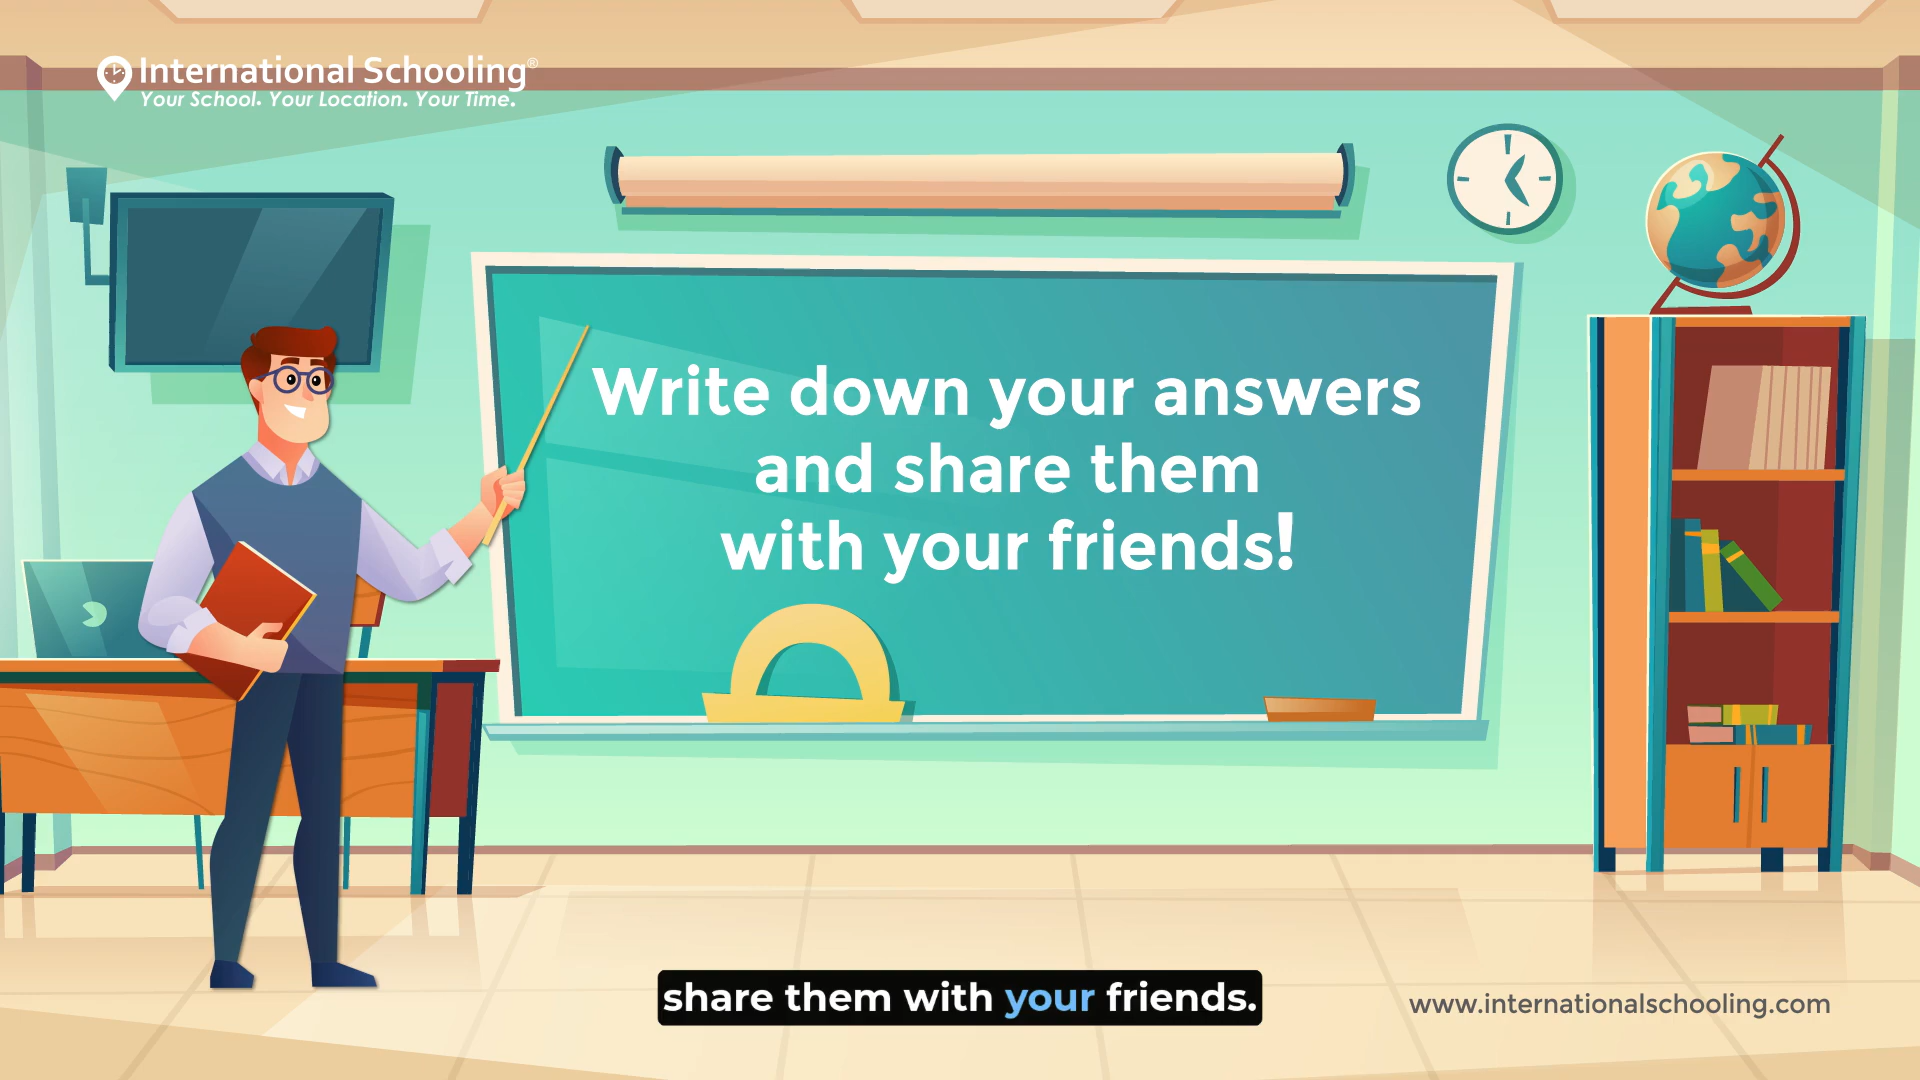 International Schooling®
Your School. Your Location. Your Time.
Write down your answers
and share them
with your friends!
share them with your friends.
www.internationalschooling.com